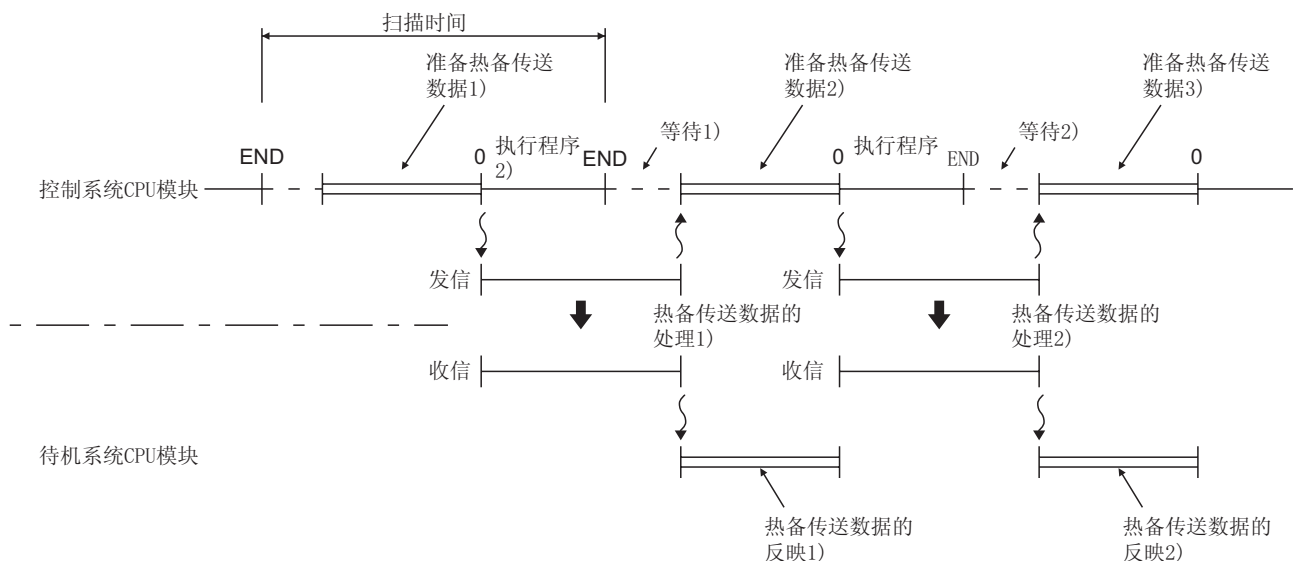 扫描时间
准备热备传送
数据1)
准备热备传送
数据2)
准备热备传送
数据3)
等待1)
等待2)
END
0
执行程序
2)
END
0
执行程序
END
0
控制系统CPU模块
发信
发信
热备传送数据的
处理1)
热备传送数据的
处理2)
收信
收信
待机系统CPU模块
热备传送数据的
反映1)
热备传送数据的
反映2)